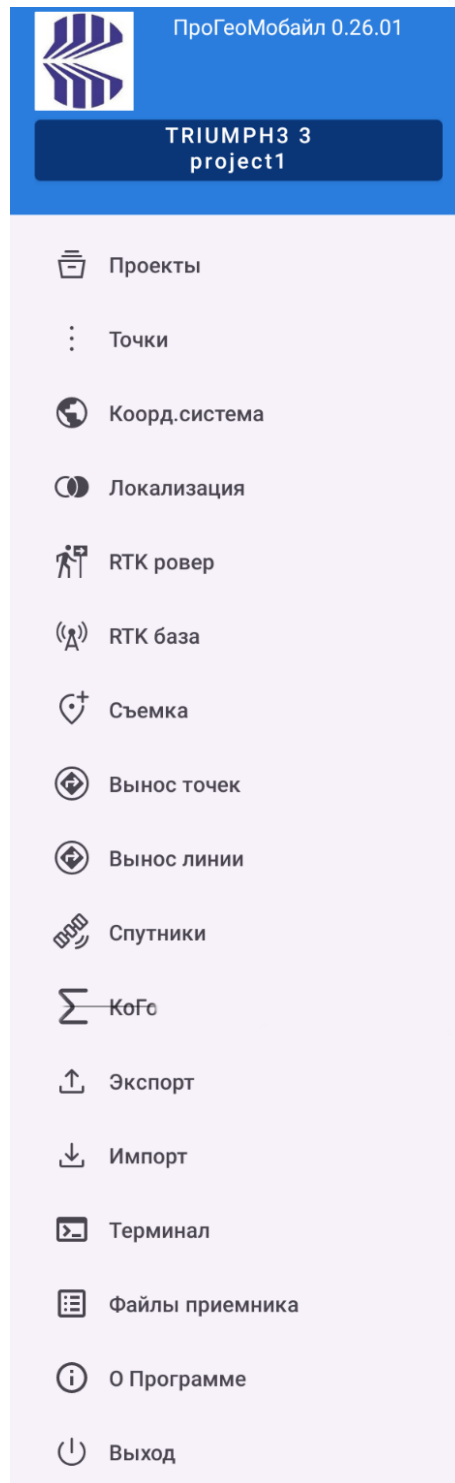 ПроГеоМобайл 0.26.01
TRIUMPH3 3
project1
Проекты
Точки
Коорд.система
Локализация
RTK ровер
RTK база
Съемка
Вынос точек
Вынос линии
Спутники
КоГо
Экспорт
Импорт
Терминал
Файлы приемника
О Программе
Выход